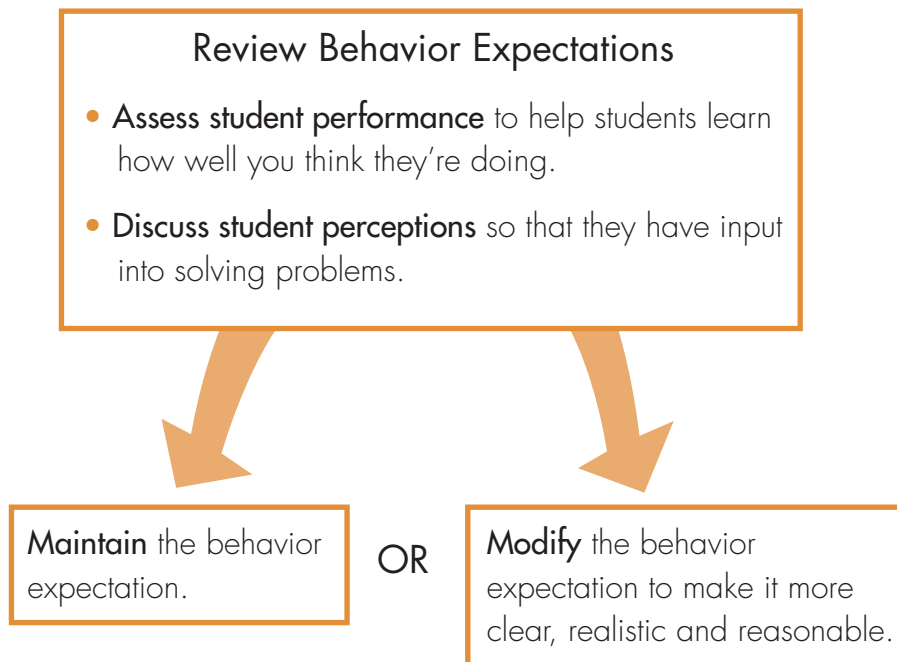 Review Behavior Expectations
• Assess student performance to help students learn
how well you think they're doing.
• Discuss student perceptions so that they have input
into solving problems.
Maintain the behavior
expectation.
OR
Modify the behavior
expectation to make it more
clear, realistic and reasonable.